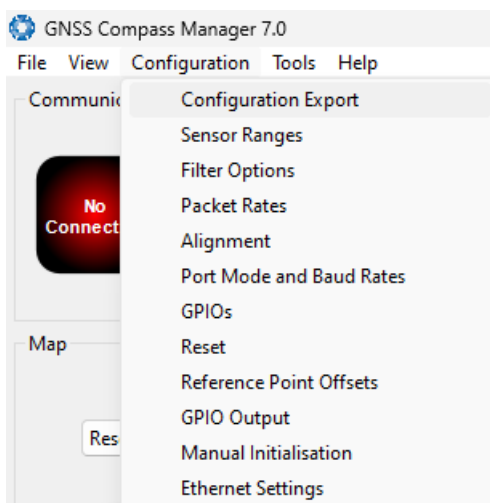 GNSS Compass Manager 7.0
File View Configuration Tools Help
Communic
No
Connect
Map
Res
Configuration Export
Sensor Ranges
Filter Options
Packet Rates
Alignment
Port Mode and Baud Rates
GPIOs
Reset
Reference Point Offsets
GPIO Output
Manual Initialisation
Ethernet Settings